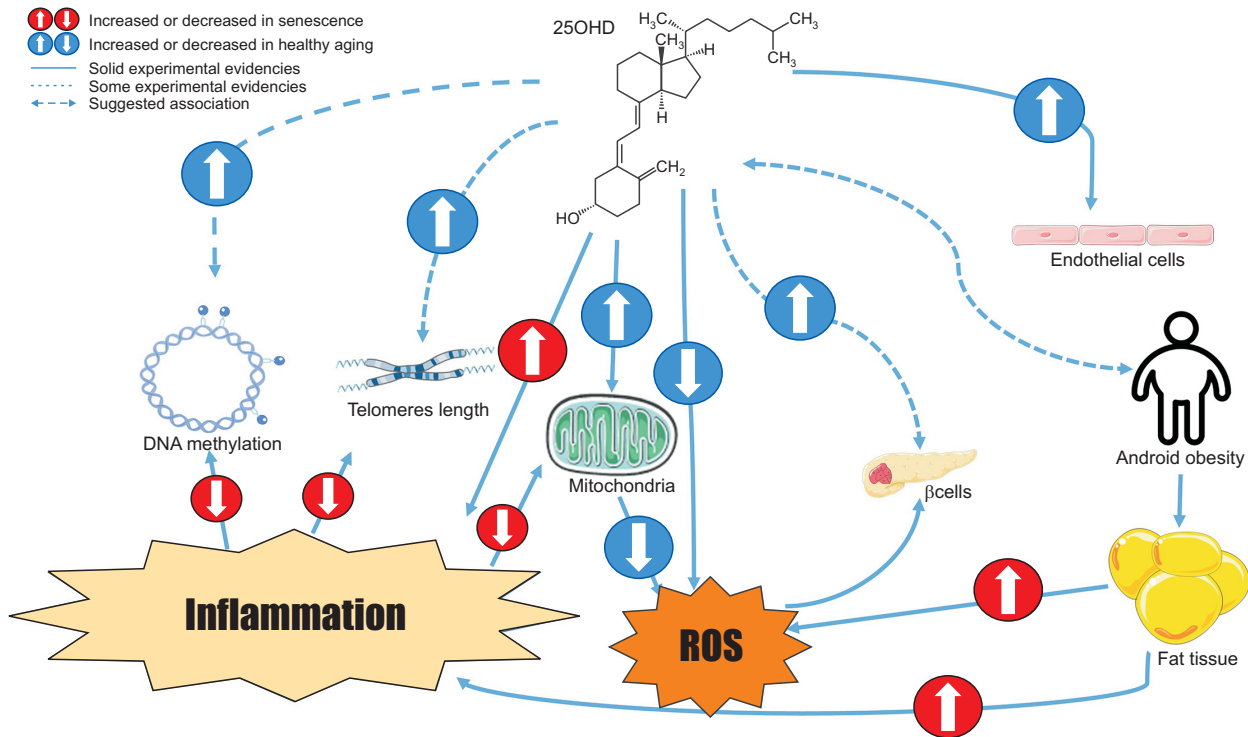 Increased or decreased in senescence
Increased or decreased in healthy aging
Solid experimental evidences
Some experimental evidences
Suggested association
25OHD
H₃C
CH₃
CH₃
CH₃
H
H
CH₂
HO
Endothelial cells
DNA methylation
Telomeres length
Mitochondria
βcells
Android obesity
Inflammation
ROS
Fat tissue